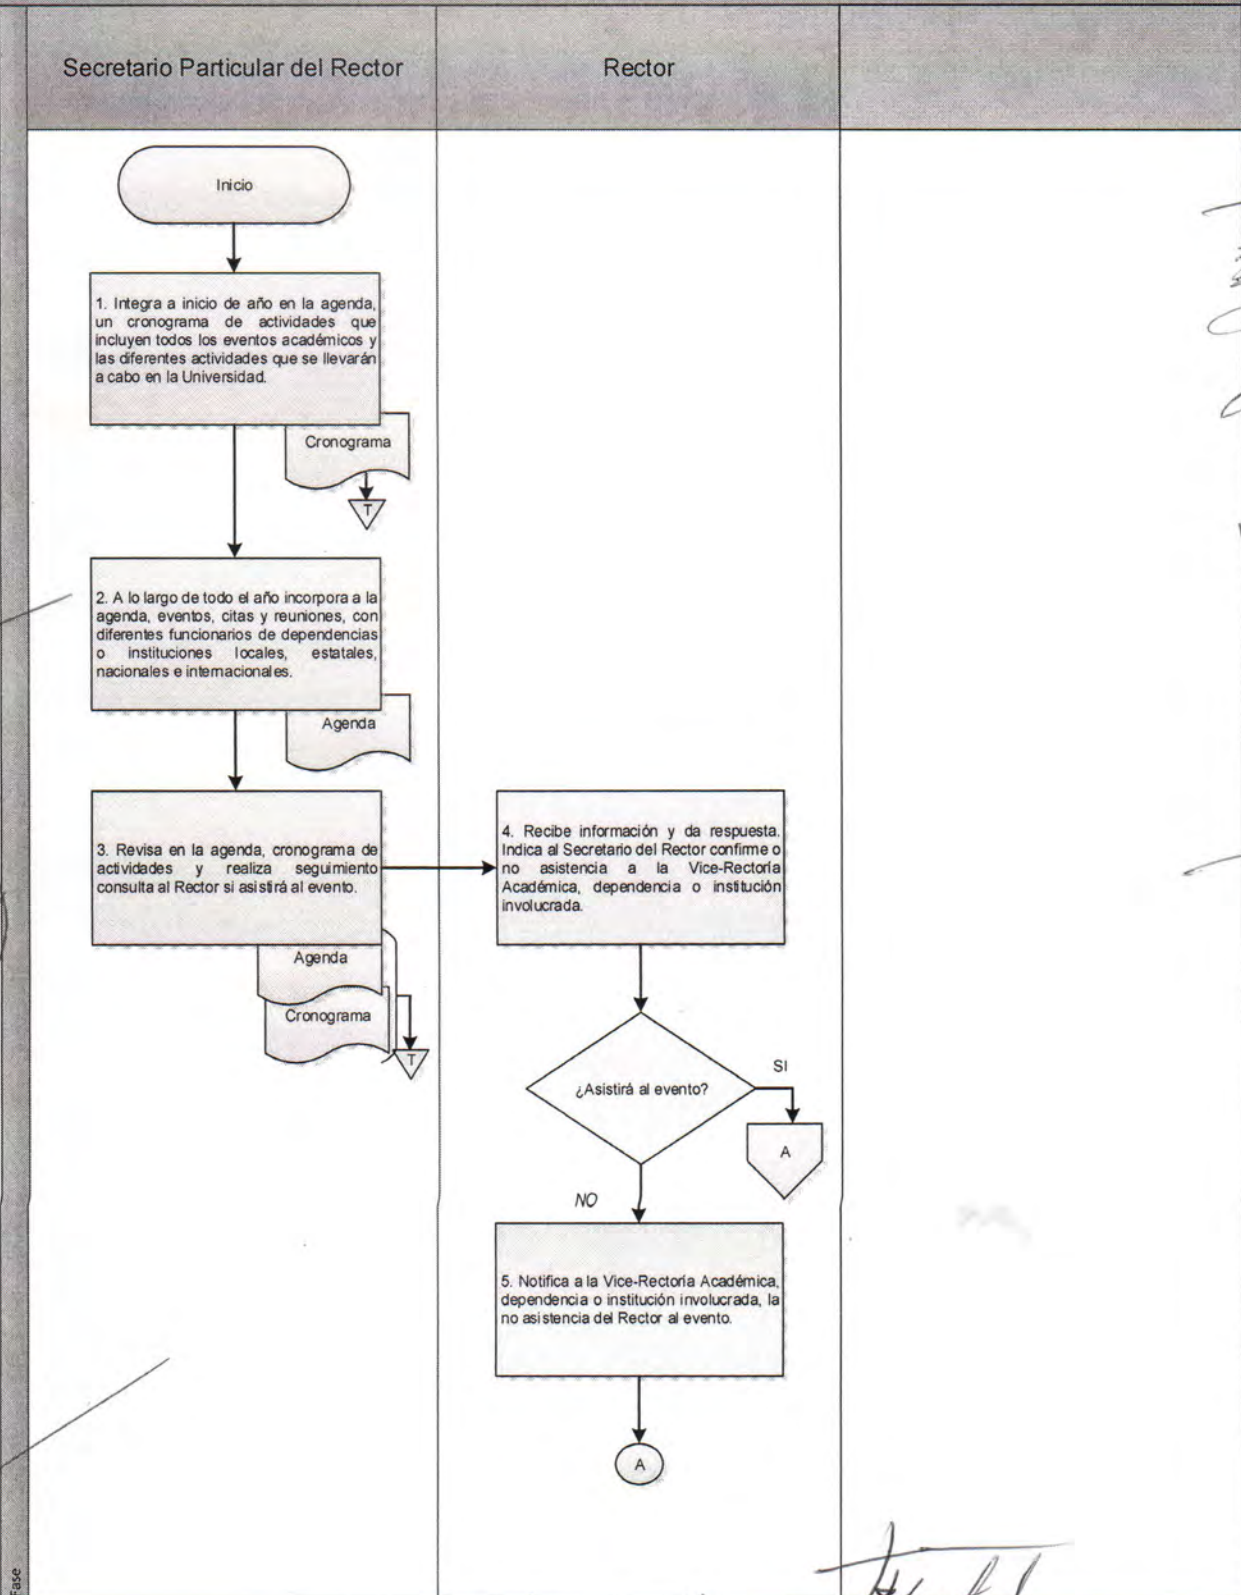 Secretario Particular del Rector
Rector
Inicio
1. Integra a inicio de año en la agenda,
un cronograma de actividades que
incluyen todos los eventos académicos y
las diferentes actividades que se llevarán
a cabo en la Universidad.
Cronograma
T
2. A lo largo de todo el año incorpora a la
agenda, eventos, citas y reuniones, con
diferentes funcionarios de dependencias
o instituciones locales, estatales,
nacionales e internacionales.
Agenda
3. Revisa en la agenda, cronograma de
actividades y realiza seguimiento
consulta al Rector si asistirá al evento.
Agenda
Cronograma
T
4. Recibe información y da respuesta.
Indica al Secretario del Rector confirme o
no asistencia a la Vice-Rectoría
Académica, dependencia o institución
involucrada.
¿Asistirá al evento?
SI
A
NO
5. Notifica a la Vice-Rectoría Académica,
dependencia o institución involucrada, la
no asistencia del Rector al evento.
A
Fase